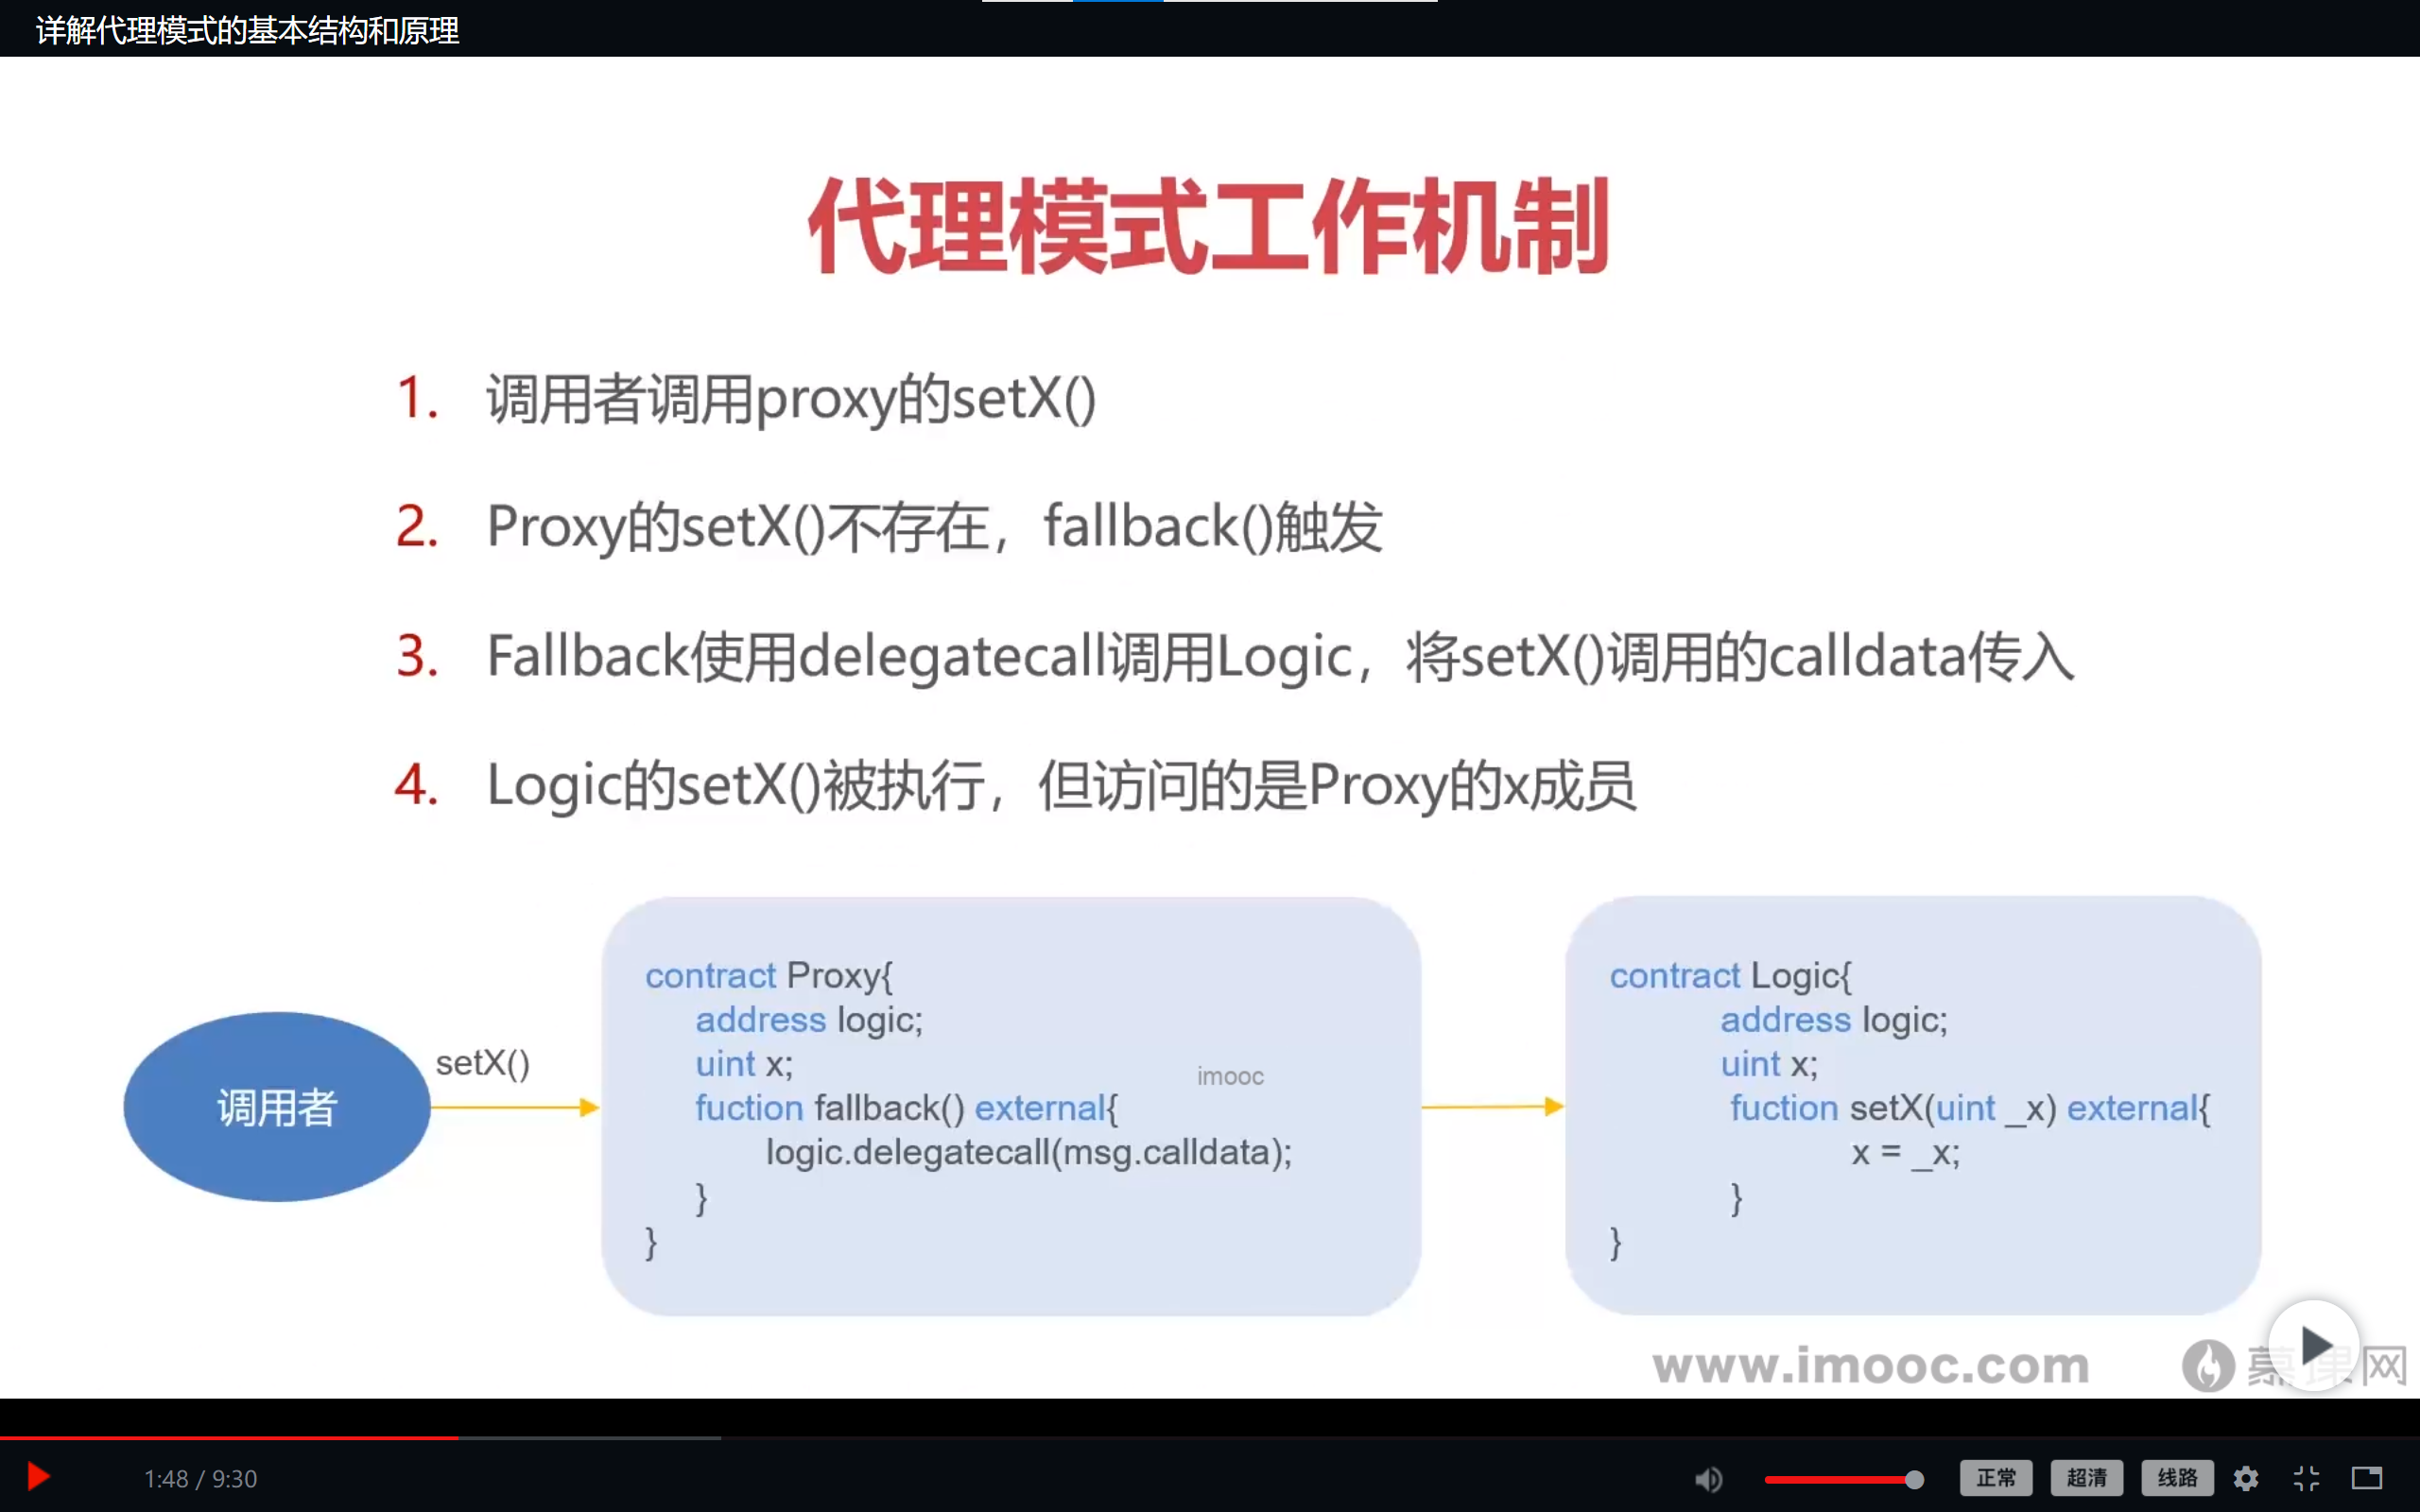 详解代理模式的基本结构和原理
代理模式工作机制
1. 调用者调用proxy的setX()
2. Proxy的setX()不存在，fallback()触发
3. Fallback使用delegatecall调用Logic，将setX()调用的calldata传入
4. Logic的setX()被执行，但访问的是Proxy的x成员
调用者
setX()
contract Proxy{
address logic;
uint x;
fuction fallback() external{
logic.delegatecall(msg.calldata);
}
}
imooc
contract Logic{
address logic;
uint x;
fuction setX(uint _x) external{
x = _x;
}
}
www.imooc.com
慕课网
1:48 / 9:30
正常
超清
线路